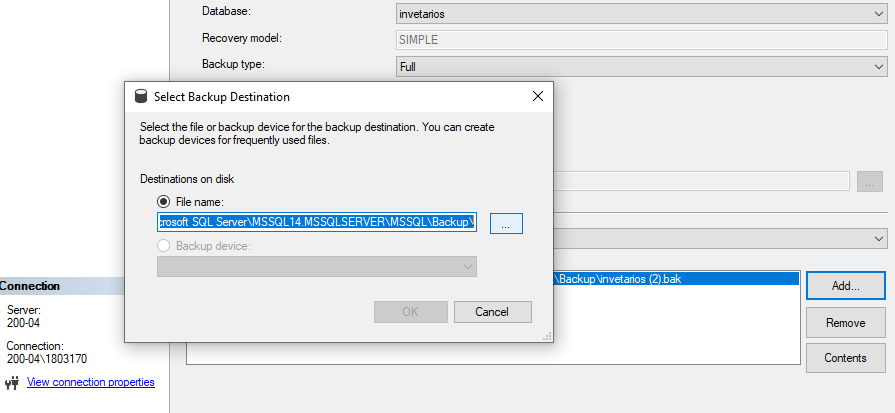 Database:
invetarios
Recovery model:
SIMPLE
Backup type:
Full
Select Backup Destination
Select the file or backup device for the backup destination. You can create
backup devices for frequently used files.
Destinations on disk
File name:
crosoft SQL Server\MSSQL14.MSSQLSERVER\MSSQL\Backup\
...
...
Backup device:
\Backup\invetarios (2).bak
Add...
OK
Cancel
Remove
Contents
Connection
Server:
200-04
Connection:
200-04\1803170
View connection properties